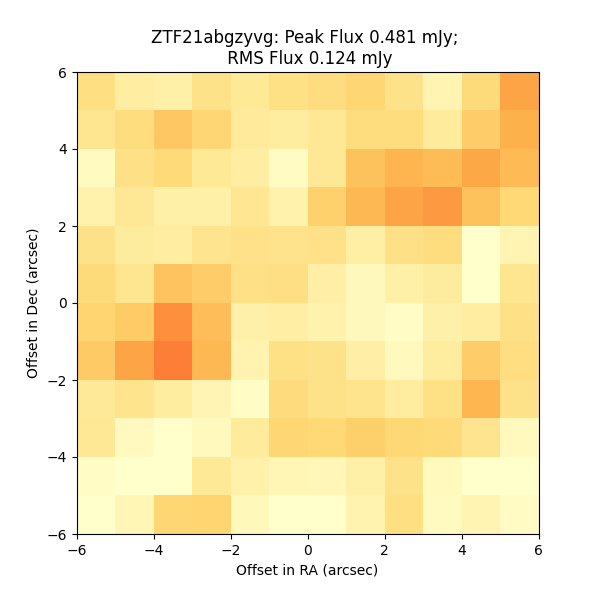 ZTF21abgzyvg: Peak Flux 0.481 mJy;
RMS Flux 0.124 mJy
6
4
2
0
−2
−4
−6
Offset in Dec (arcsec)
−6 −4 −2 0 2 4 6
Offset in RA (arcsec)